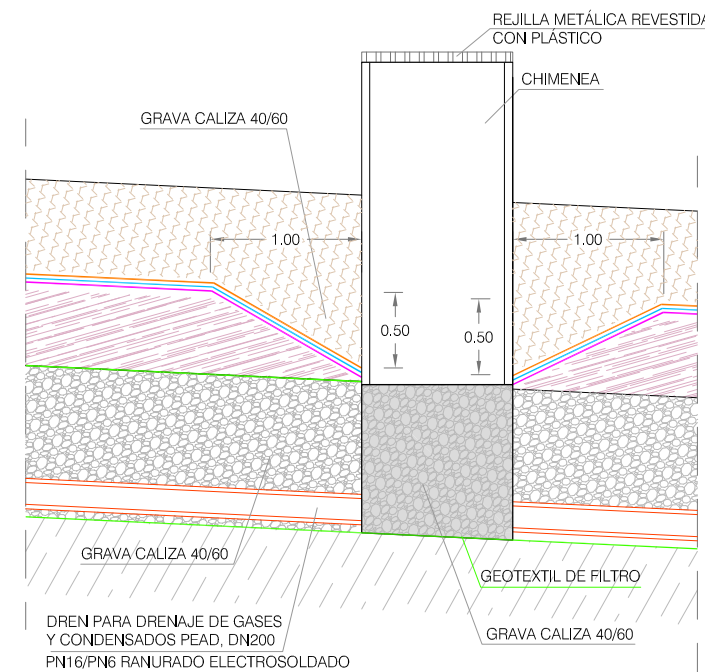 REJILLA METÁLICA REVESTIDA
CON PLÁSTICO
CHIMENEA
GRAVA CALIZA 40/60
1.00
1.00
0.50
0.50
GRAVA CALIZA 40/60
GEOTEXTIL DE FILTRO
DREN PARA DRENAJE DE GASES
Y CONDENSADOS PEAD, DN200
PN16/PN6 RANURADO ELECTROSOLDADO
GRAVA CALIZA 40/60